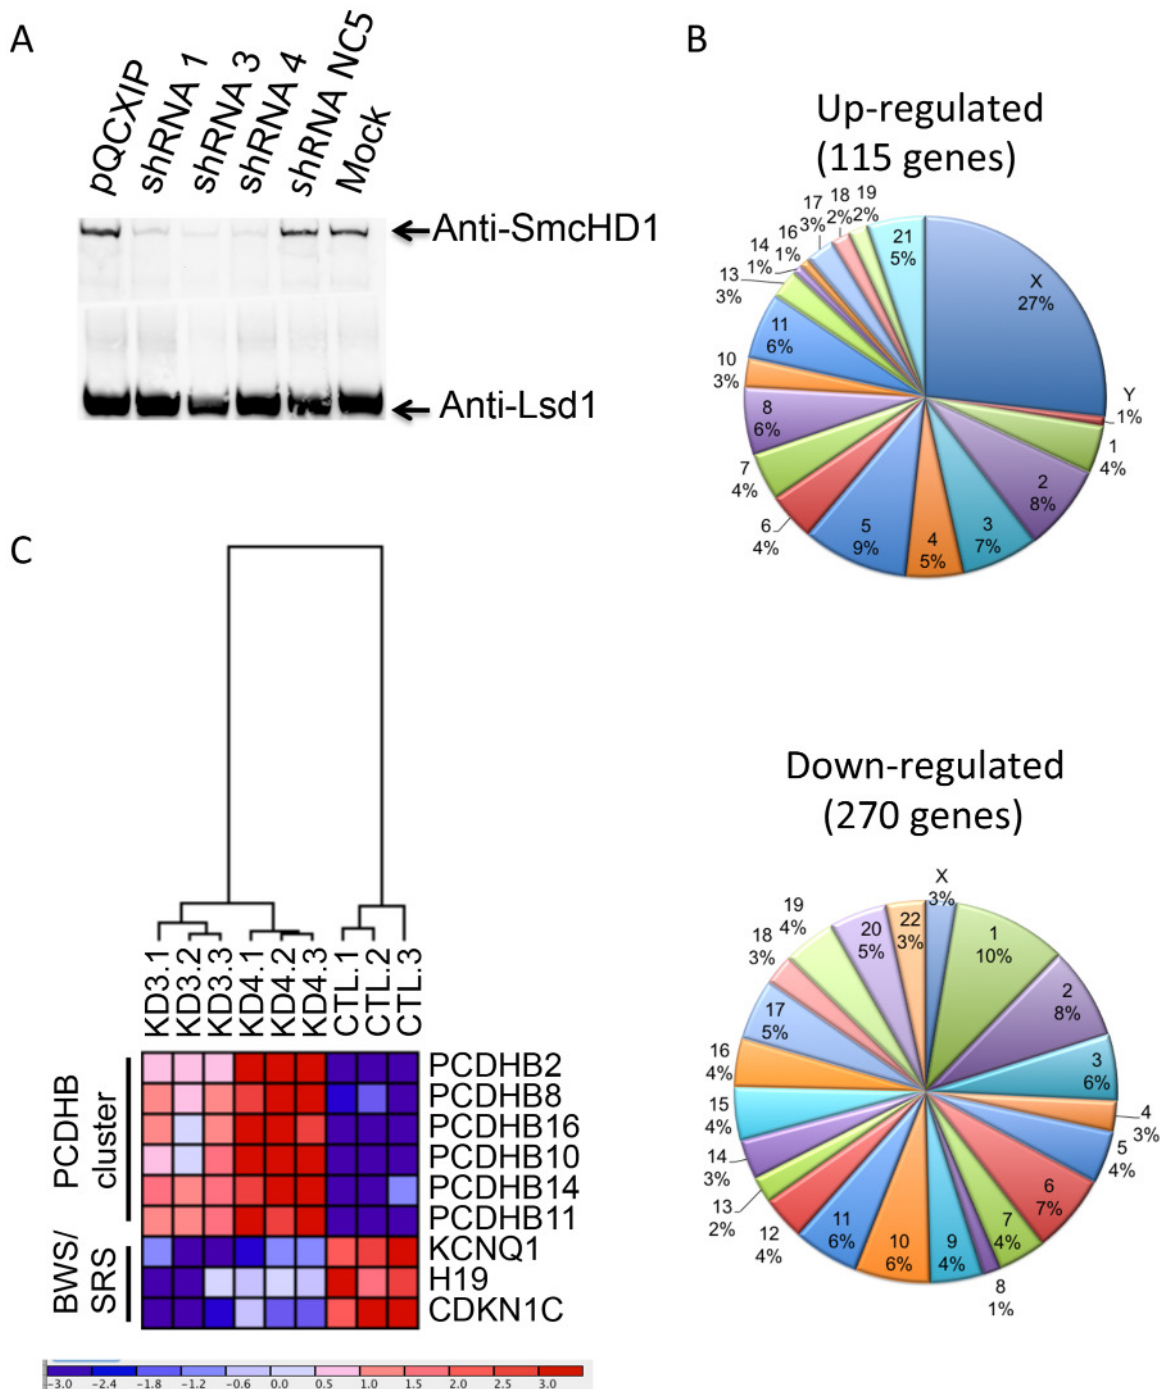 A
pQCXIP
shRNA 1
shRNA 3
shRNA 4
shRNA NC5
Mock
Anti-SmcHD1
Anti-Lsd1
B
Up-regulated
(115 genes)
X
27%
Y
1%
1
4%
2
8%
3
7%
4
5%
5
9%
6
4%
7
4%
8
6%
10
3%
11
6%
13
3%
14
1%
16
1%
17
3%
18
2%
19
2%
21
5%
Down-regulated
(270 genes)
X
3%
1
10%
2
8%
3
6%
4
3%
5
4%
6
7%
7
4%
8
1%
9
4%
10
6%
11
6%
12
4%
13
2%
14
3%
15
4%
16
4%
17
5%
18
3%
19
4%
20
5%
22
3%
C
KD3.1
KD3.2
KD3.3
KD4.1
KD4.2
KD4.3
CTL.1
CTL.2
CTL.3
PCDHB
cluster
BWS/
SRS
PCDHB2
PCDHB8
PCDHB16
PCDHB10
PCDHB14
PCDHB11
KCNQ1
H19
CDKN1C
-3.0 -2.4 -1.8 -1.2 -0.6 0.0 0.5 1.0 1.5 2.0 2.5 3.0